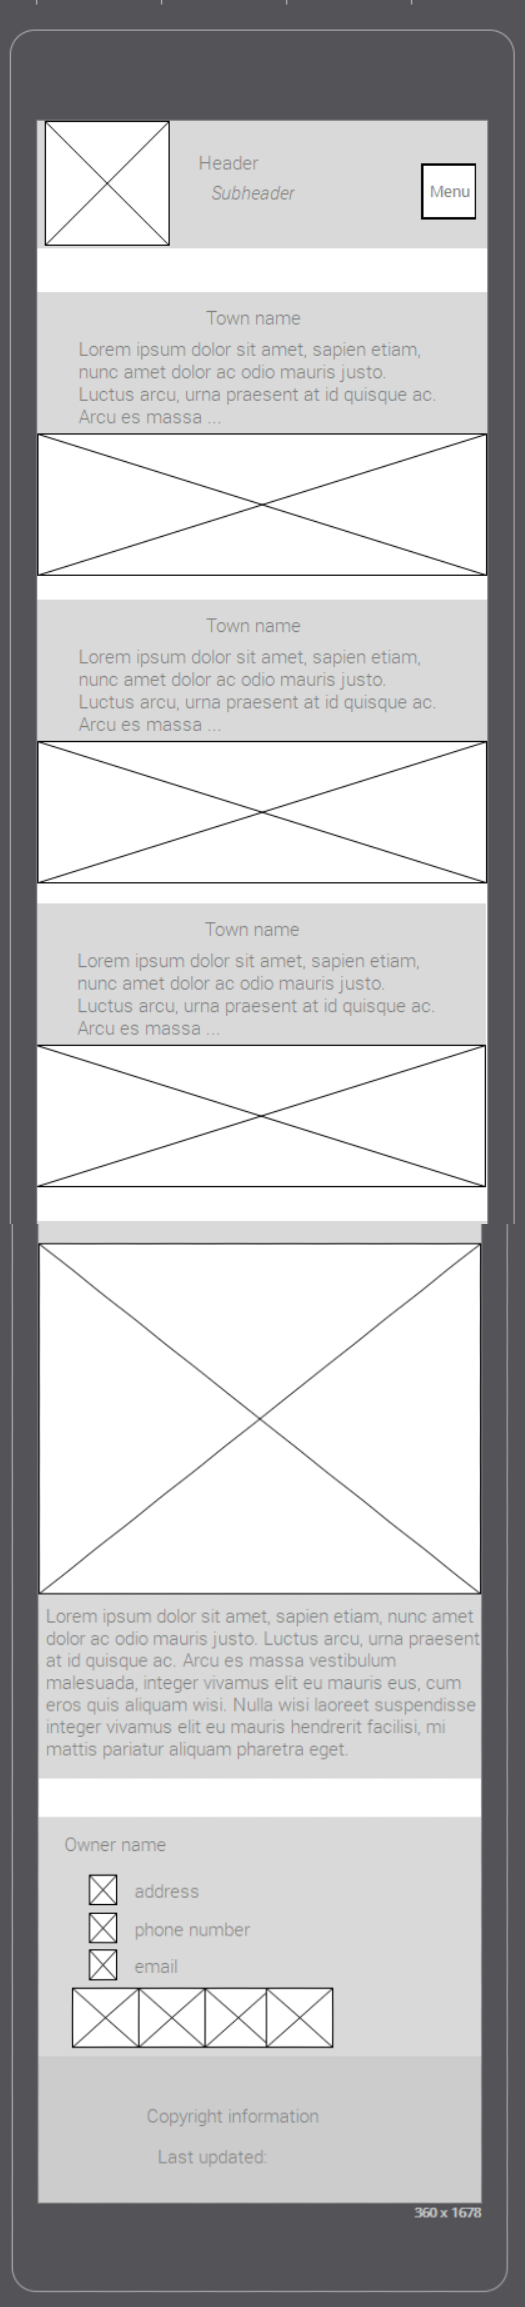 Header
Subheader
Menu
Town name
Lorem ipsum dolor sit amet, sapien etiam,
nunc amet dolor ac odio mauris justo.
Luctus arcu, urna praesent at id quisque ac.
Arcu es massa ...
Town name
Lorem ipsum dolor sit amet, sapien etiam,
nunc amet dolor ac odio mauris justo.
Luctus arcu, urna praesent at id quisque ac.
Arcu es massa ...
Town name
Lorem ipsum dolor sit amet, sapien etiam,
nunc amet dolor ac odio mauris justo.
Luctus arcu, urna praesent at id quisque ac.
Arcu es massa ...
Lorem ipsum dolor sit amet, sapien etiam, nunc amet
dolor ac odio mauris justo. Luctus arcu, urna praesent
at id quisque ac. Arcu es massa vestibulum
malesuada, integer vivamus elit eu mauris eus, cum
eros quis aliquam wisi. Nulla wisi laoreet suspendisse
integer vivamus elit eu mauris hendrerit facilisi, mi
mattis pariatur aliquam pharetra eget.
Owner name
address
phone number
email
Copyright information
Last updated:
360 x 1678